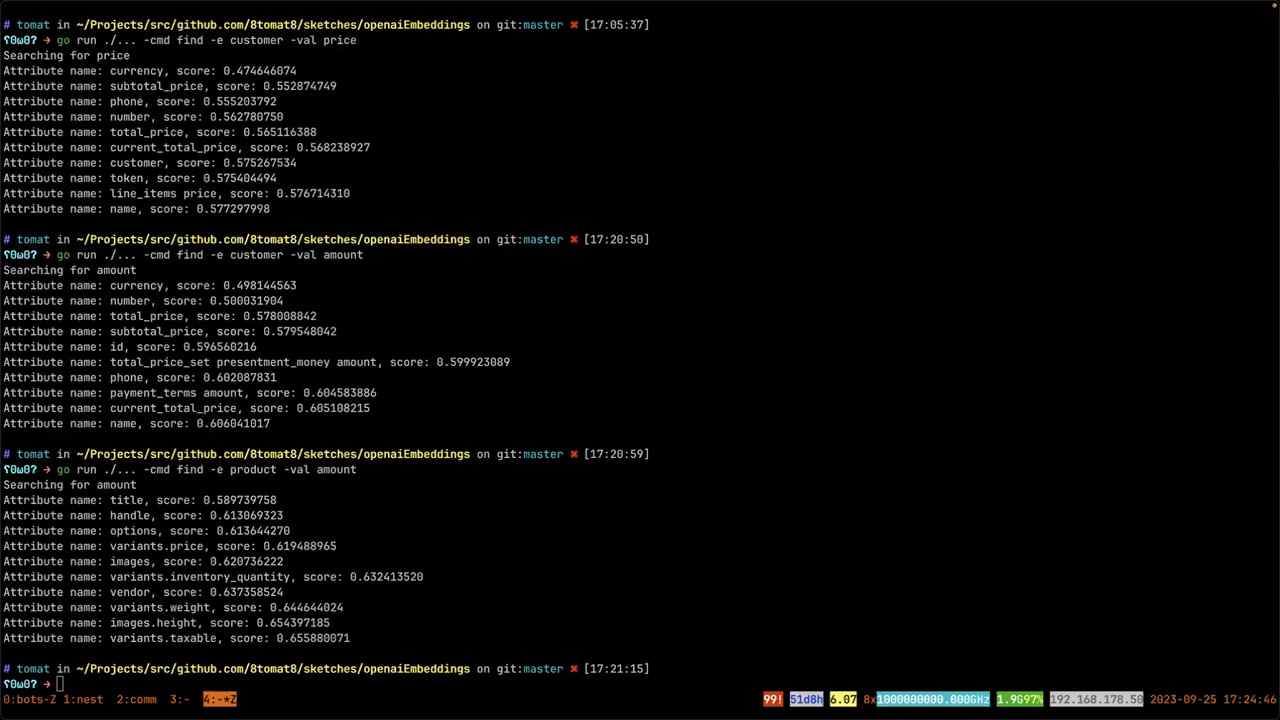 # tomat in ~/Projects/src/github.com/8tomat8/sketches/openaiEmbeddings on git:master ✖ [17:05:37]
ʕ0ω0ʔ → go run ./... -cmd find -e customer -val price
Searching for price
Attribute name: currency, score: 0.474646074
Attribute name: subtotal_price, score: 0.552874749
Attribute name: phone, score: 0.555203792
Attribute name: number, score: 0.562780750
Attribute name: total_price, score: 0.565116388
Attribute name: current_total_price, score: 0.568238927
Attribute name: customer, score: 0.575267534
Attribute name: token, score: 0.575404494
Attribute name: line_items price, score: 0.576714310
Attribute name: name, score: 0.577297998
# tomat in ~/Projects/src/github.com/8tomat8/sketches/openaiEmbeddings on git:master ✖ [17:20:50]
ʕ0ω0ʔ → go run ./... -cmd find -e customer -val amount
Searching for amount
Attribute name: currency, score: 0.498144563
Attribute name: number, score: 0.500031904
Attribute name: total_price, score: 0.578008842
Attribute name: subtotal_price, score: 0.579548042
Attribute name: id, score: 0.596560216
Attribute name: total_price_set presentment_money amount, score: 0.599923089
Attribute name: phone, score: 0.602087831
Attribute name: payment_terms amount, score: 0.604583886
Attribute name: current_total_price, score: 0.605108215
Attribute name: name, score: 0.606041017
# tomat in ~/Projects/src/github.com/8tomat8/sketches/openaiEmbeddings on git:master ✖ [17:20:59]
ʕ0ω0ʔ → go run ./... -cmd find -e product -val amount
Searching for amount
Attribute name: title, score: 0.589739758
Attribute name: handle, score: 0.613069323
Attribute name: options, score: 0.613644270
Attribute name: variants.price, score: 0.619488965
Attribute name: images, score: 0.620736222
Attribute name: variants.inventory_quantity, score: 0.632413520
Attribute name: vendor, score: 0.637358524
Attribute name: variants.weight, score: 0.644644024
Attribute name: images.height, score: 0.654397185
Attribute name: variants.taxable, score: 0.655880071
# tomat in ~/Projects/src/github.com/8tomat8/sketches/openaiEmbeddings on git:master ✖ [17:21:15]
ʕ0ω0ʔ →
0:bots-Z 1:nest 2:comm 3:- 4:-*Z 99! 51d8h 6.07 8x1000000000.000GHz 1.9G97% 192.168.178.50 2023-09-25 17:24:46